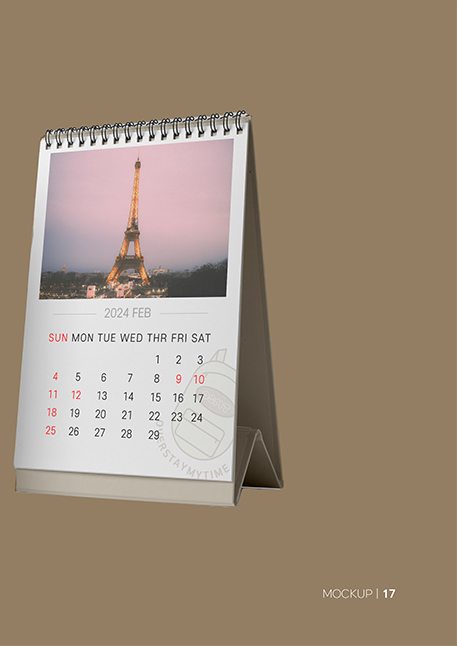 2024 FEB
SUN MON TUE WED THR FRI SAT
1 2 3
4 5 6 7 8 9 10
11 12 13 14 15 16 17
18 19 20 21 22 23 24
25 26 27 28 29
OVERSTAYMYTIME
MOCKUP | 17